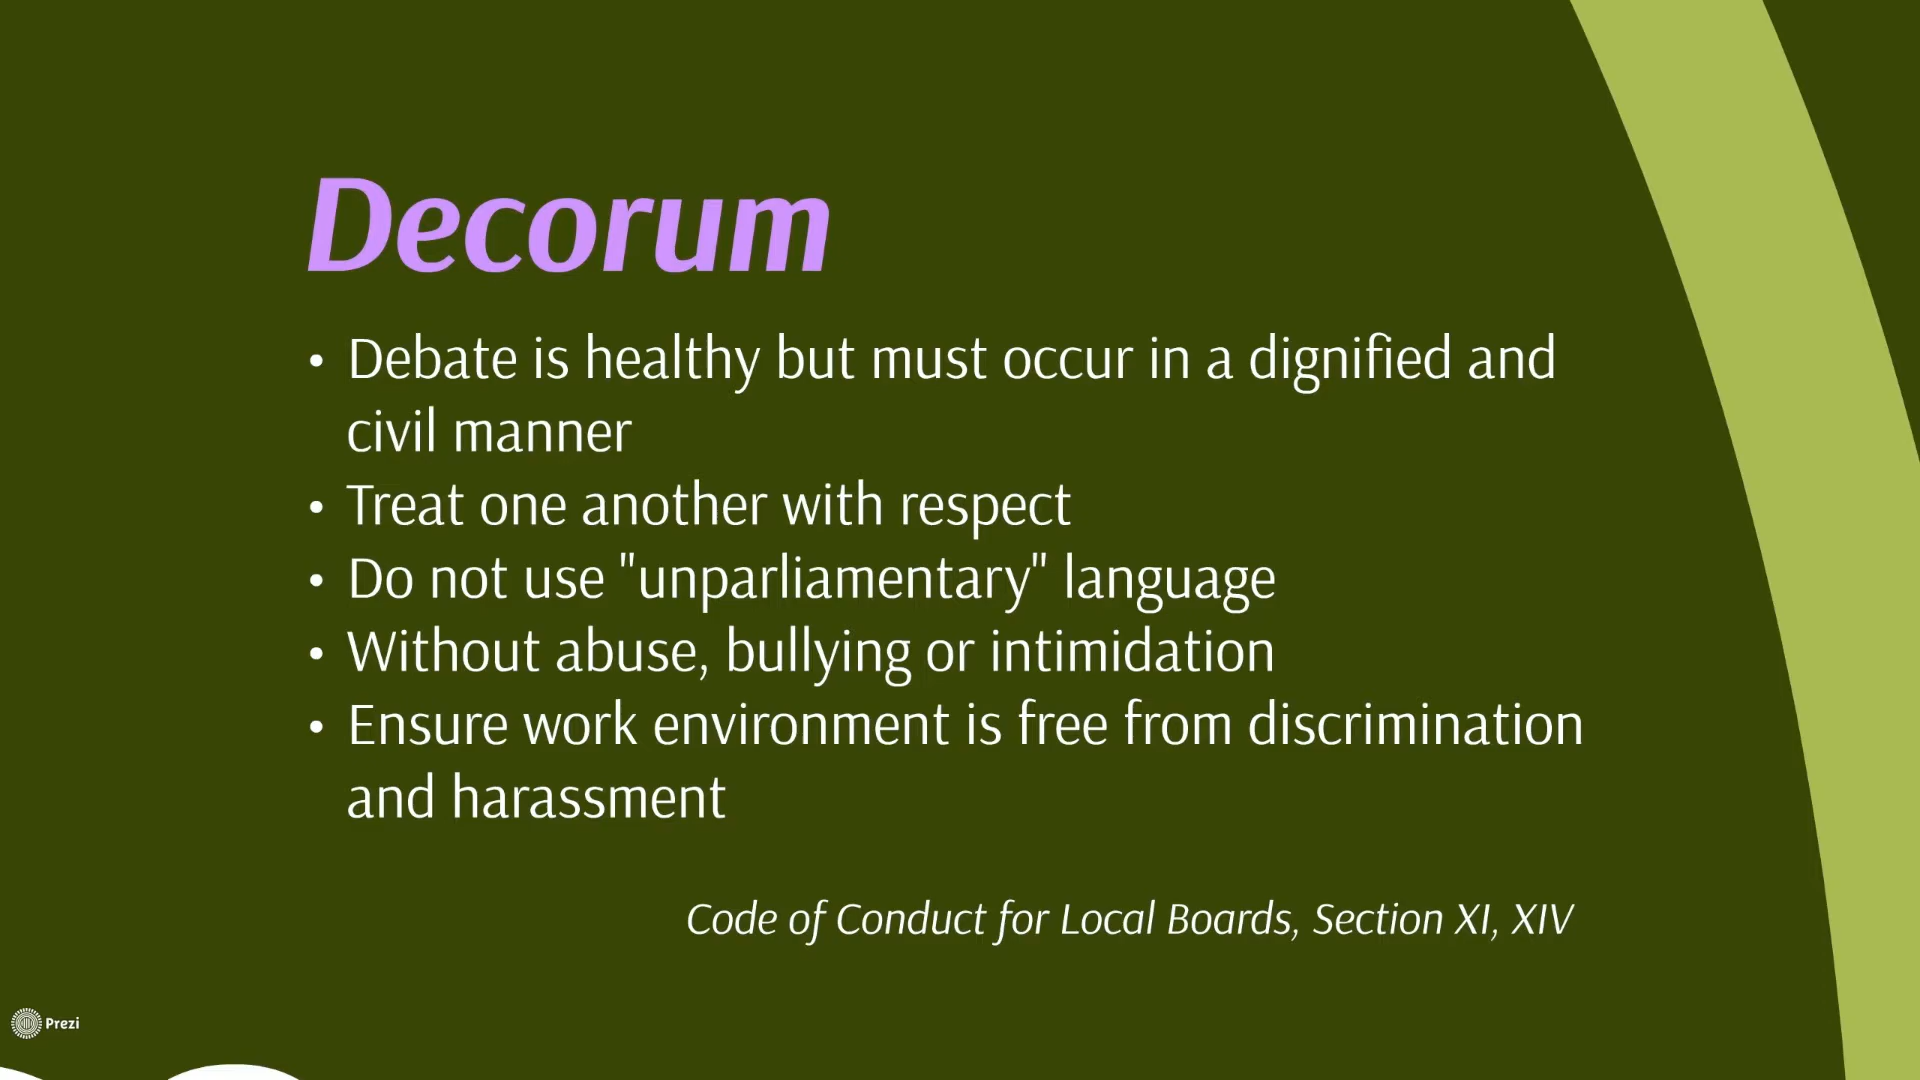 Decorum
• Debate is healthy but must occur in a dignified and
civil manner
• Treat one another with respect
• Do not use "unparliamentary" language
• Without abuse, bullying or intimidation
• Ensure work environment is free from discrimination
and harassment
Code of Conduct for Local Boards, Section XI, XIV
Prezi